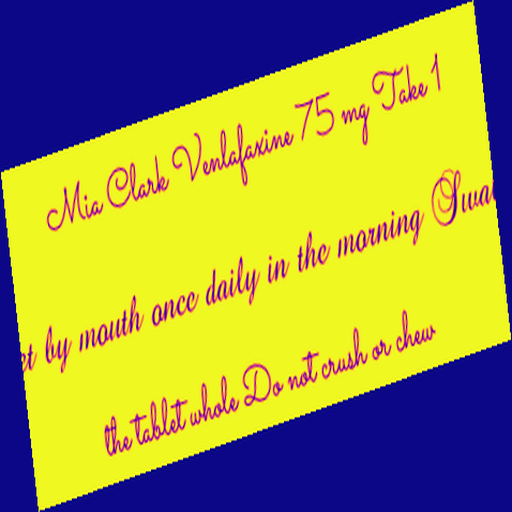 Mia Clark Venlafaxine 75 mg Take 1
by mouth once daily in the morning
the tablet whole Do not crush or chew